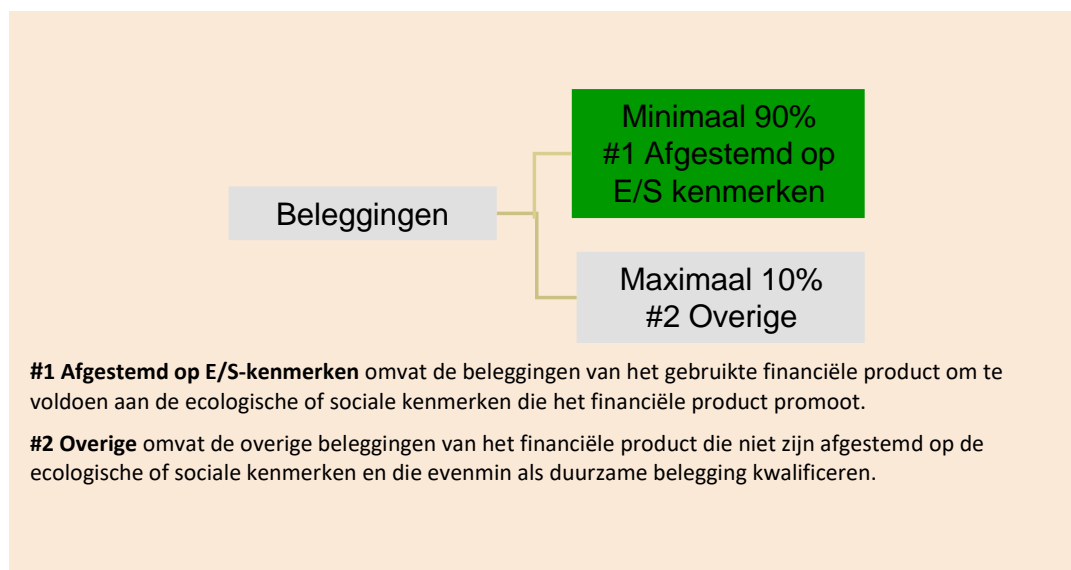 Minimaal 90%
#1 Afgestemd op
E/S kenmerken
Beleggingen
Maximaal 10%
#2 Overige
#1 Afgestemd op E/S-kenmerken omvat de beleggingen van het gebruikte financiële product om te
voldoen aan de ecologische of sociale kenmerken die het financiële product promoot.
#2 Overige omvat de overige beleggingen van het financiële product die niet zijn afgestemd op de
ecologische of sociale kenmerken en die evenmin als duurzame belegging kwalificeren.